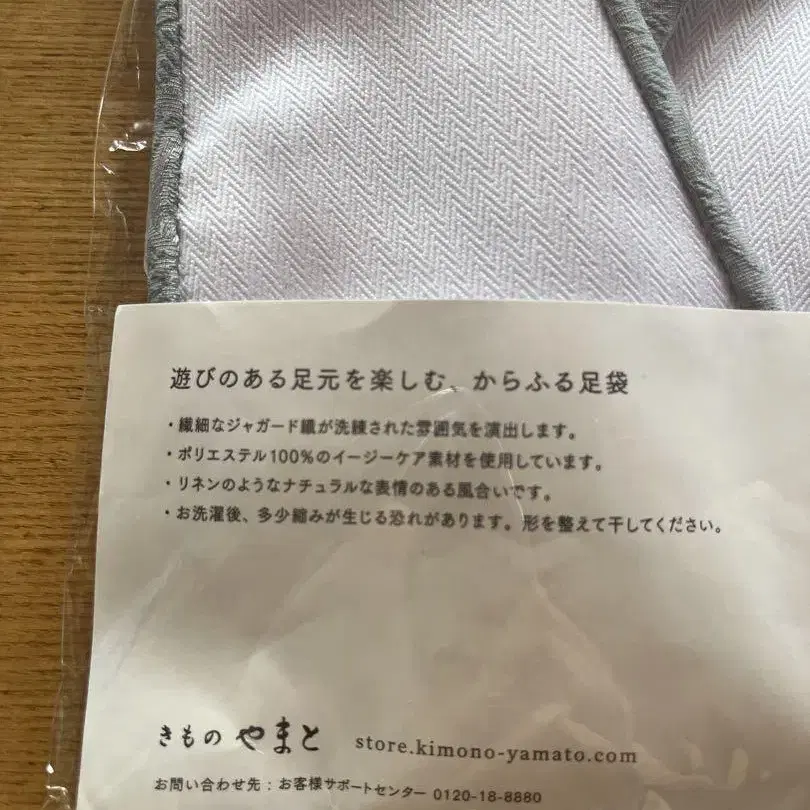 遊びのある足元を楽しむ、からふる足袋
・繊細なジャガード織が洗練された雰囲気を演出します。
・ポリエステル100%のイージーケア素材を使用しています。
・リネンのようなナチュラルな表情のある風合いです。
・お洗濯後、多少縮みが生じる恐れがあります。形を整えて干してください。
きもの やまと store.kimono-yamato.com
お問い合わせ先:お客様サポートセンター 0120-18-8880